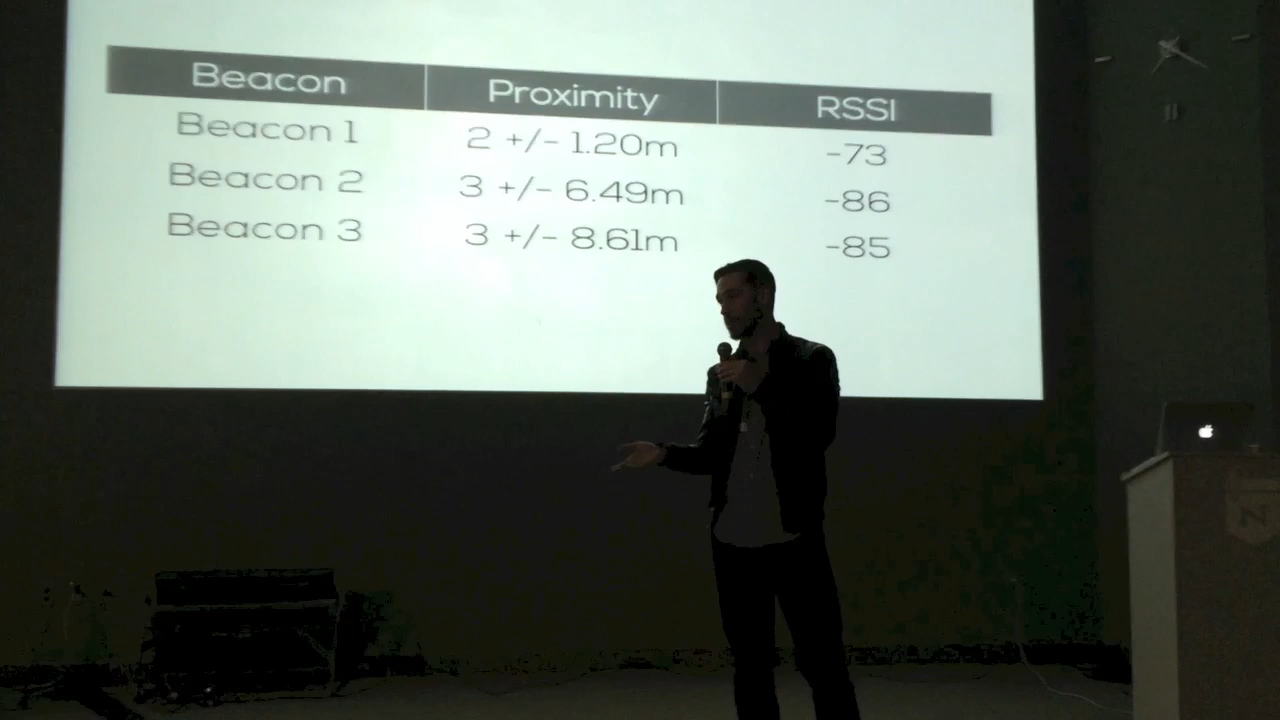 Beacon Proximity RSSI
Beacon 1 2 +/- 1.20m -73
Beacon 2 3 +/- 6.49m -86
Beacon 3 3 +/- 8.61m -85
N